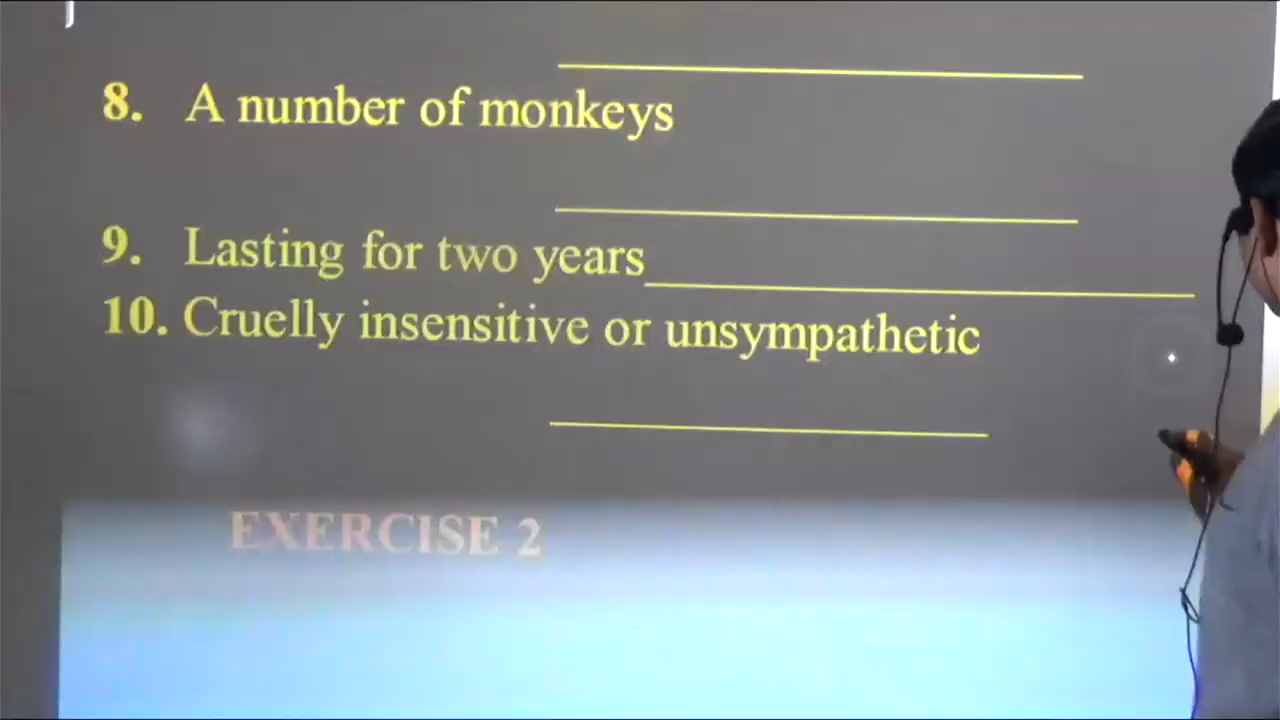 8. A number of monkeys
9. Lasting for two years
10. Cruelly insensitive or unsympathetic
EXERCISE 2